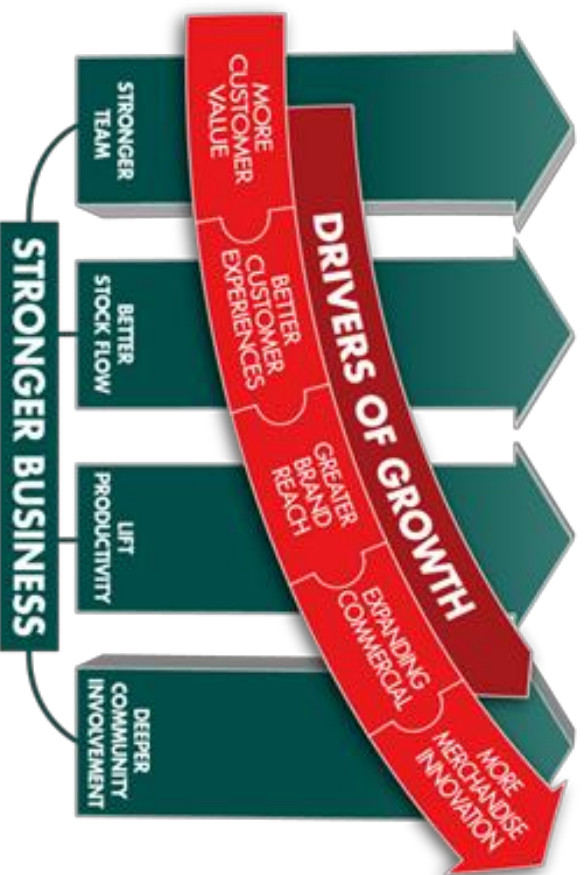 DRIVERS OF GROWTH
MORE
CUSTOMER
VALUE
BETTER
CUSTOMER
EXPERIENCES
GREATER
BRAND
REACH
EXPANDING
COMMERCIAL
MORE
MERCHANDISE
INNOVATION
STRONGER
TEAM
BETTER
STOCK FLOW
LIFT
PRODUCTIVITY
DEEPER
COMMUNITY
INVOLVEMENT
STRONGER BUSINESS